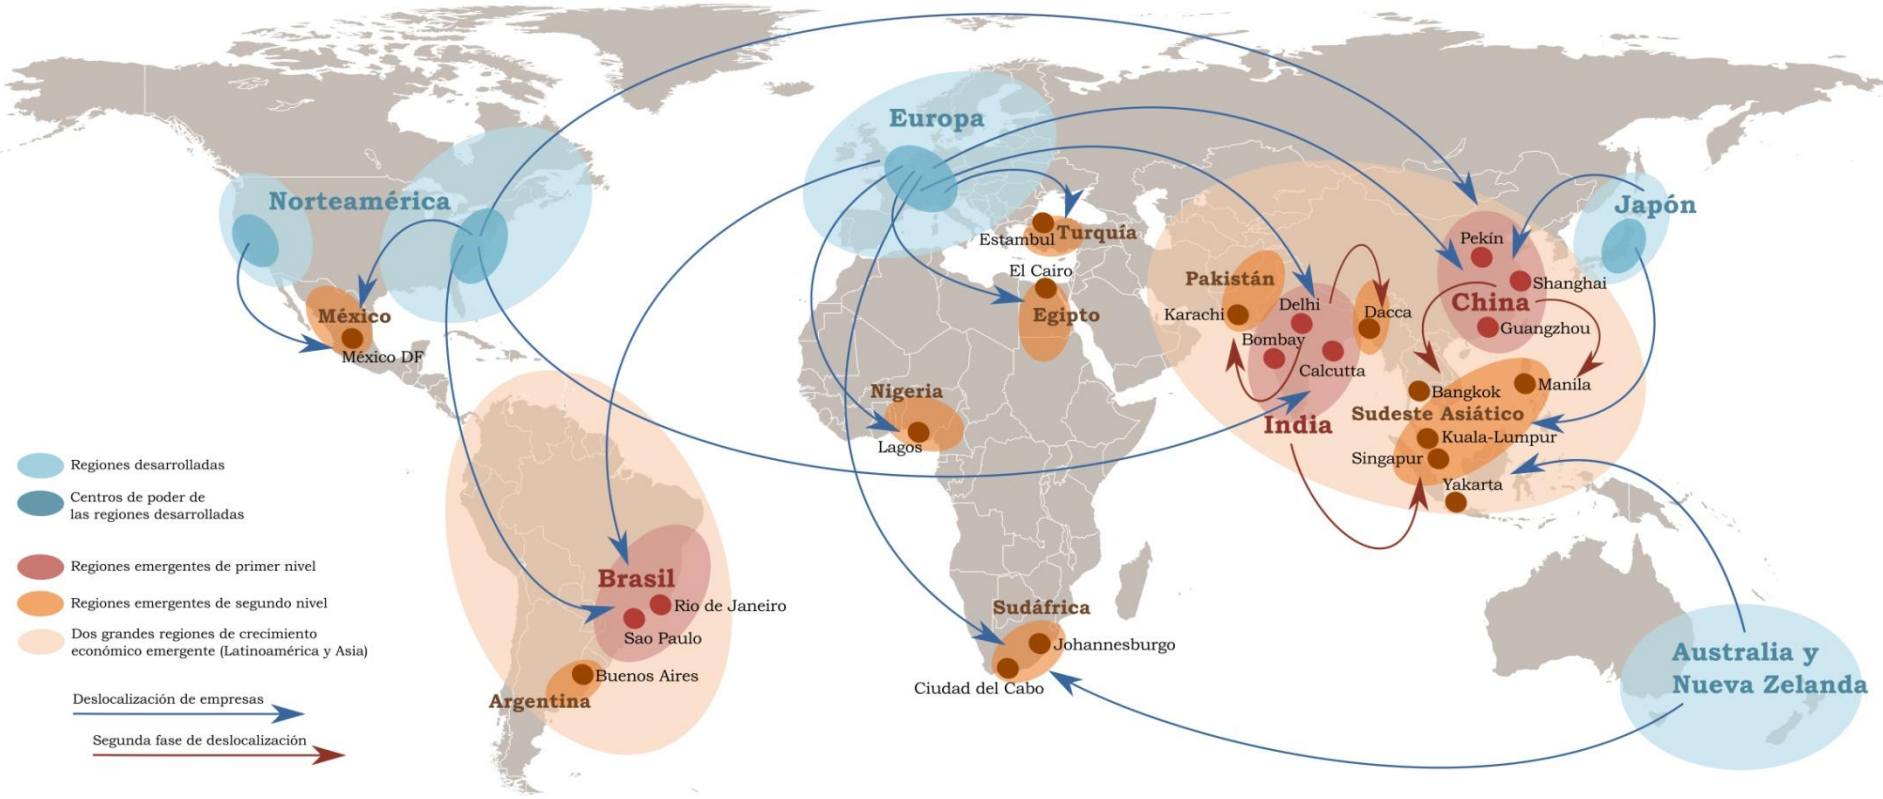 Europa
Norteamérica
Japón
Estambul
Turquía
Pekín
El Cairo
Pakistán
Shanghai
Delhi
China
México
Karachi
Dacca
Egipto
Guangzhou
Bombay
México DF
Calcutta
Nigeria
Bangkok
Manila
Sudeste Asiático
India
Lagos
Kuala-Lumpur
Singapur
Yakarta
Regiones desarrolladas
Centros de poder de
las regiones desarrolladas
Regiones emergentes de primer nivel
Regiones emergentes de segundo nivel
Dos grandes regiones de crecimiento
económico emergente (Latinoamérica y Asia)
Deslocalización de empresas
Segunda fase de deslocalización
Brasil
Rio de Janeiro
Sao Paulo
Buenos Aires
Argentina
Sudáfrica
Johannesburgo
Ciudad del Cabo
Australia y
Nueva Zelanda